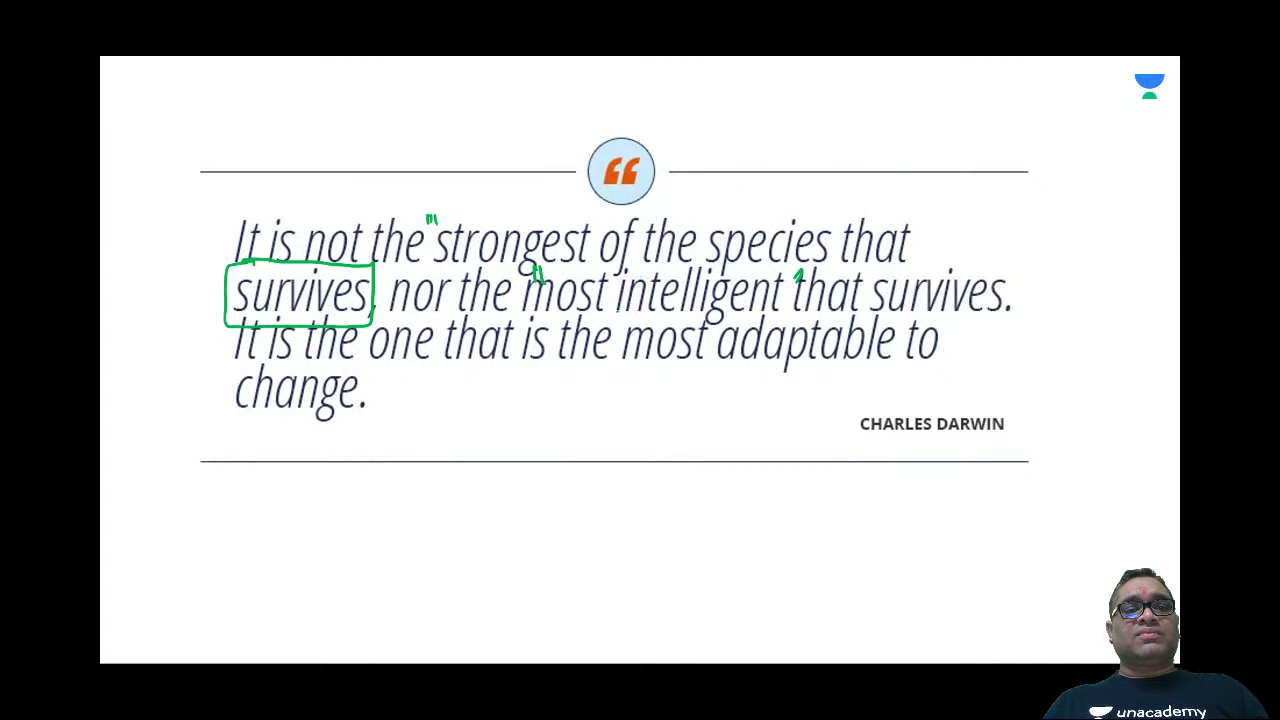 “
It is not the strongest of the species that
survives, nor the most intelligent that survives.
It is the one that is the most adaptable to
change.
CHARLES DARWIN
unacademy